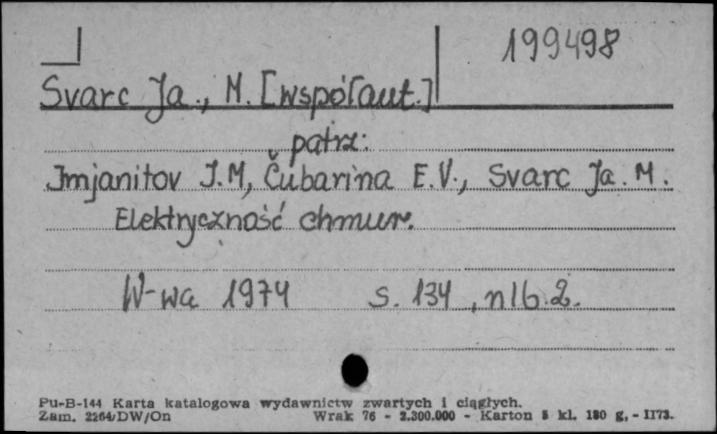 199498
Svarc Ja., M. [współaut.]
patrz:
Imjanitov I.M, Čubarina E.V., Svarc Ja. M.
Elektryczność chmur.
W-wa 1974 s. 134, nlb. 2.
Pu-B-144 Karta katalogowa wydawnictw zwartych i ciągłych.
Zam. 2264/DW/On Wrak 76 - 2.300.000 - Karton 5 kl. 180 g. - II73.